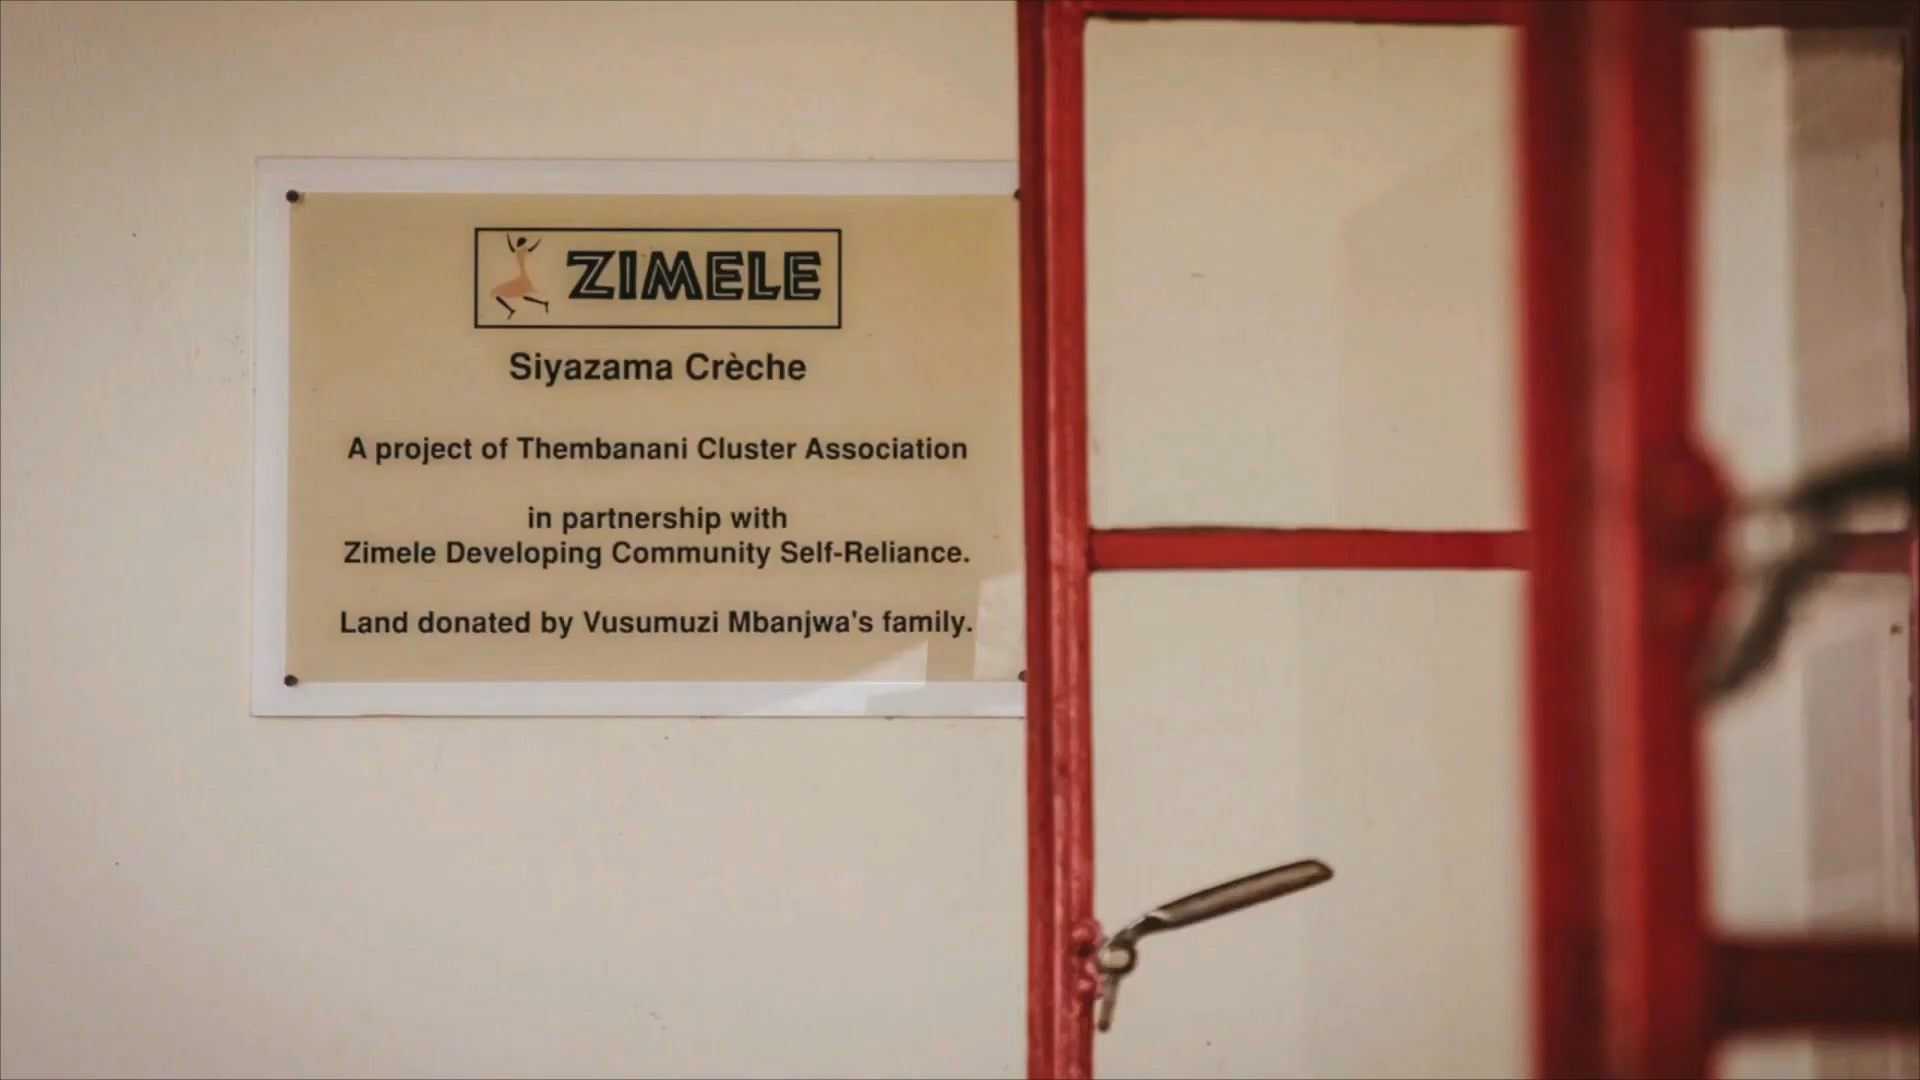 ZIMELE
Siyazama Crèche
A project of Thembanani Cluster Association
in partnership with
Zimele Developing Community Self-Reliance.
Land donated by Vusumuzi Mbanjwa's family.